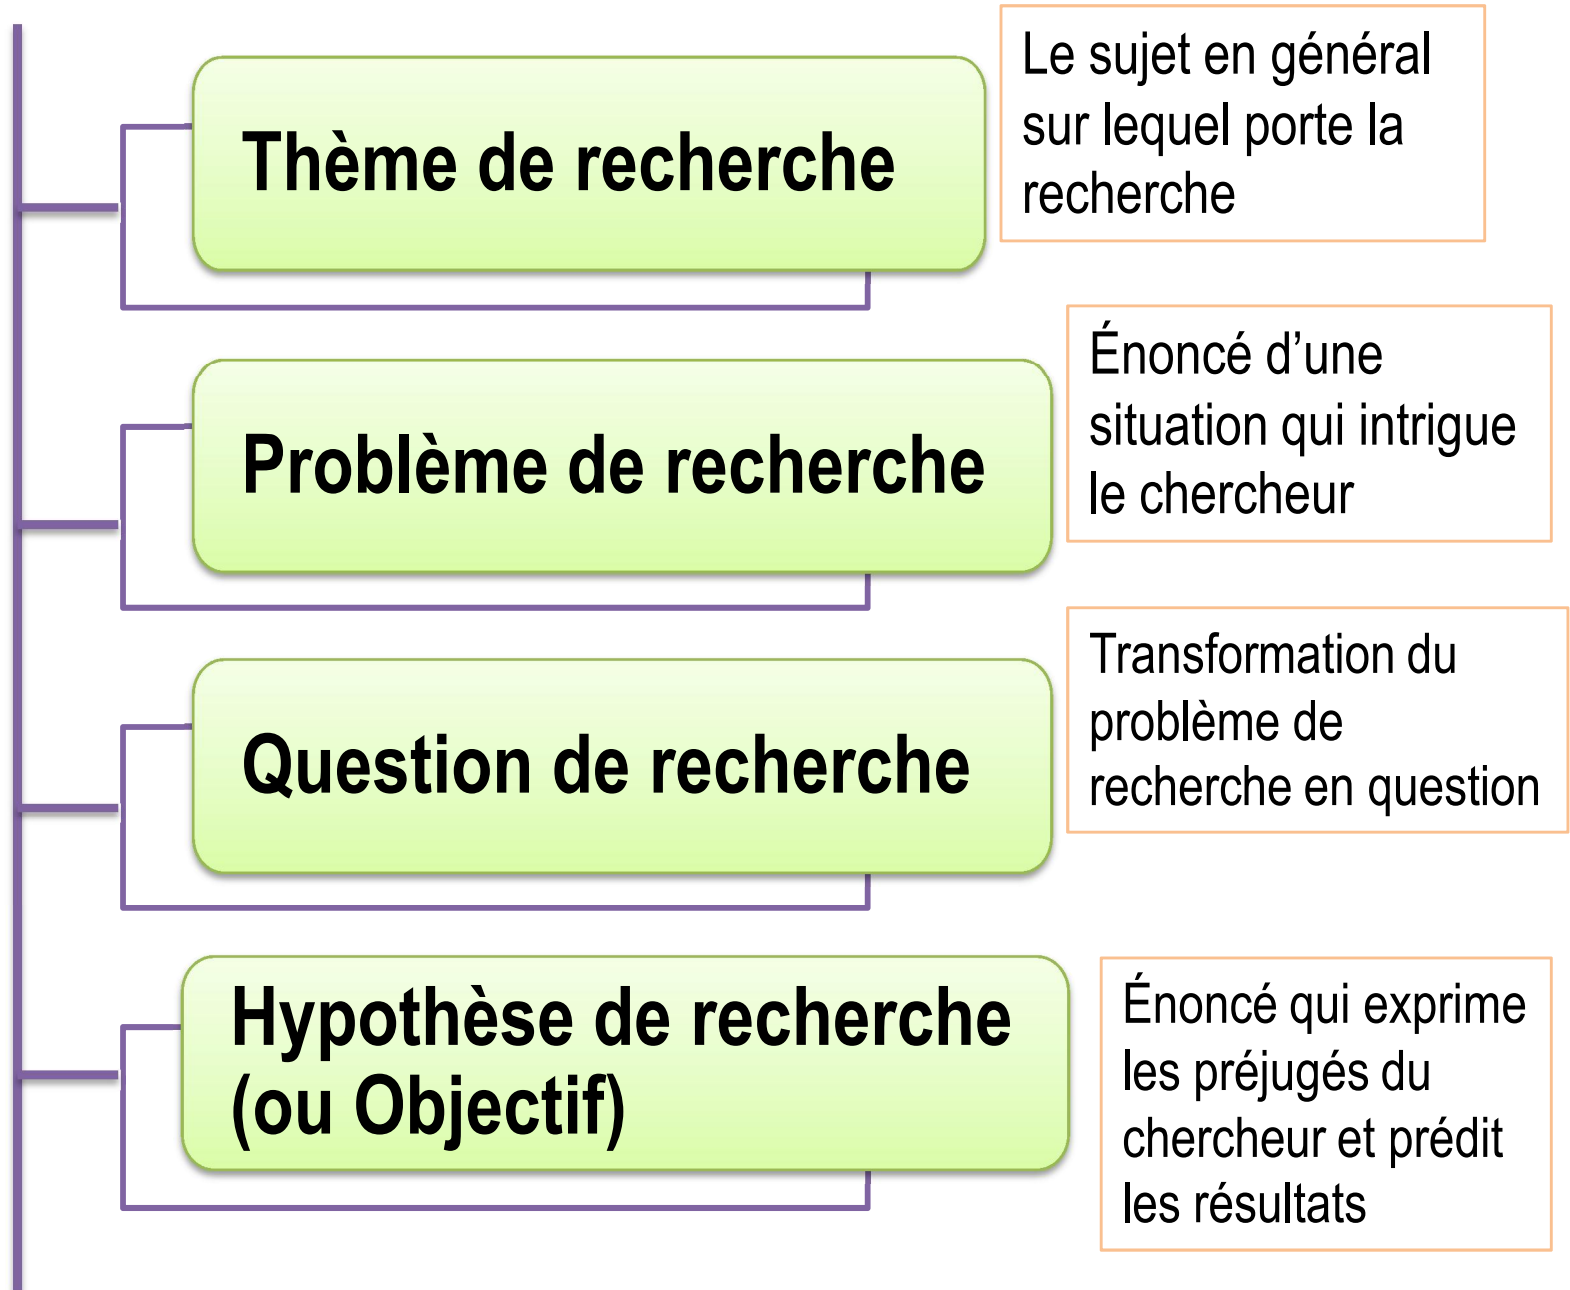 Thème de recherche
Le sujet en général
sur lequel porte la
recherche
Problème de recherche
Énoncé d’une
situation qui intrigue
le chercheur
Question de recherche
Transformation du
problème de
recherche en question
Hypothèse de recherche
(ou Objectif)
Énoncé qui exprime
les préjugés du
chercheur et prédit
les résultats